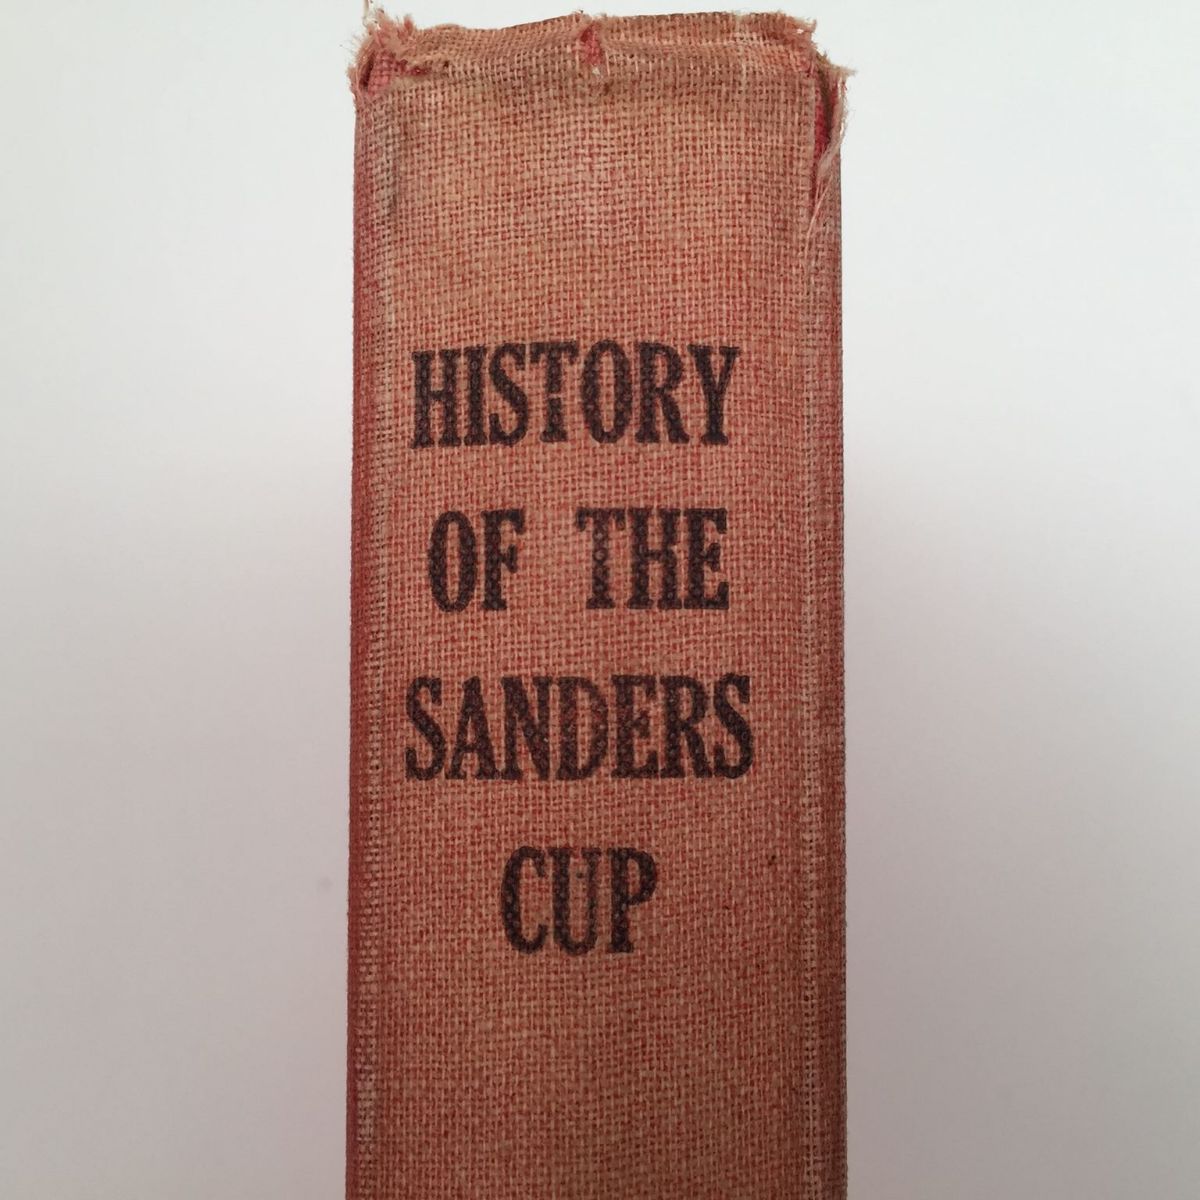 HISTORY
OF THE
SANDERS
CUP